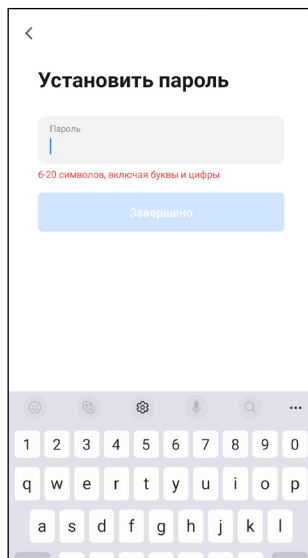 Установить пароль
Пароль
6-20 символов, включая буквы и цифры
Завершено
1 2 3 4 5 6 7 8 9 0
q w e r t y u i o p
a s d f g h j k l